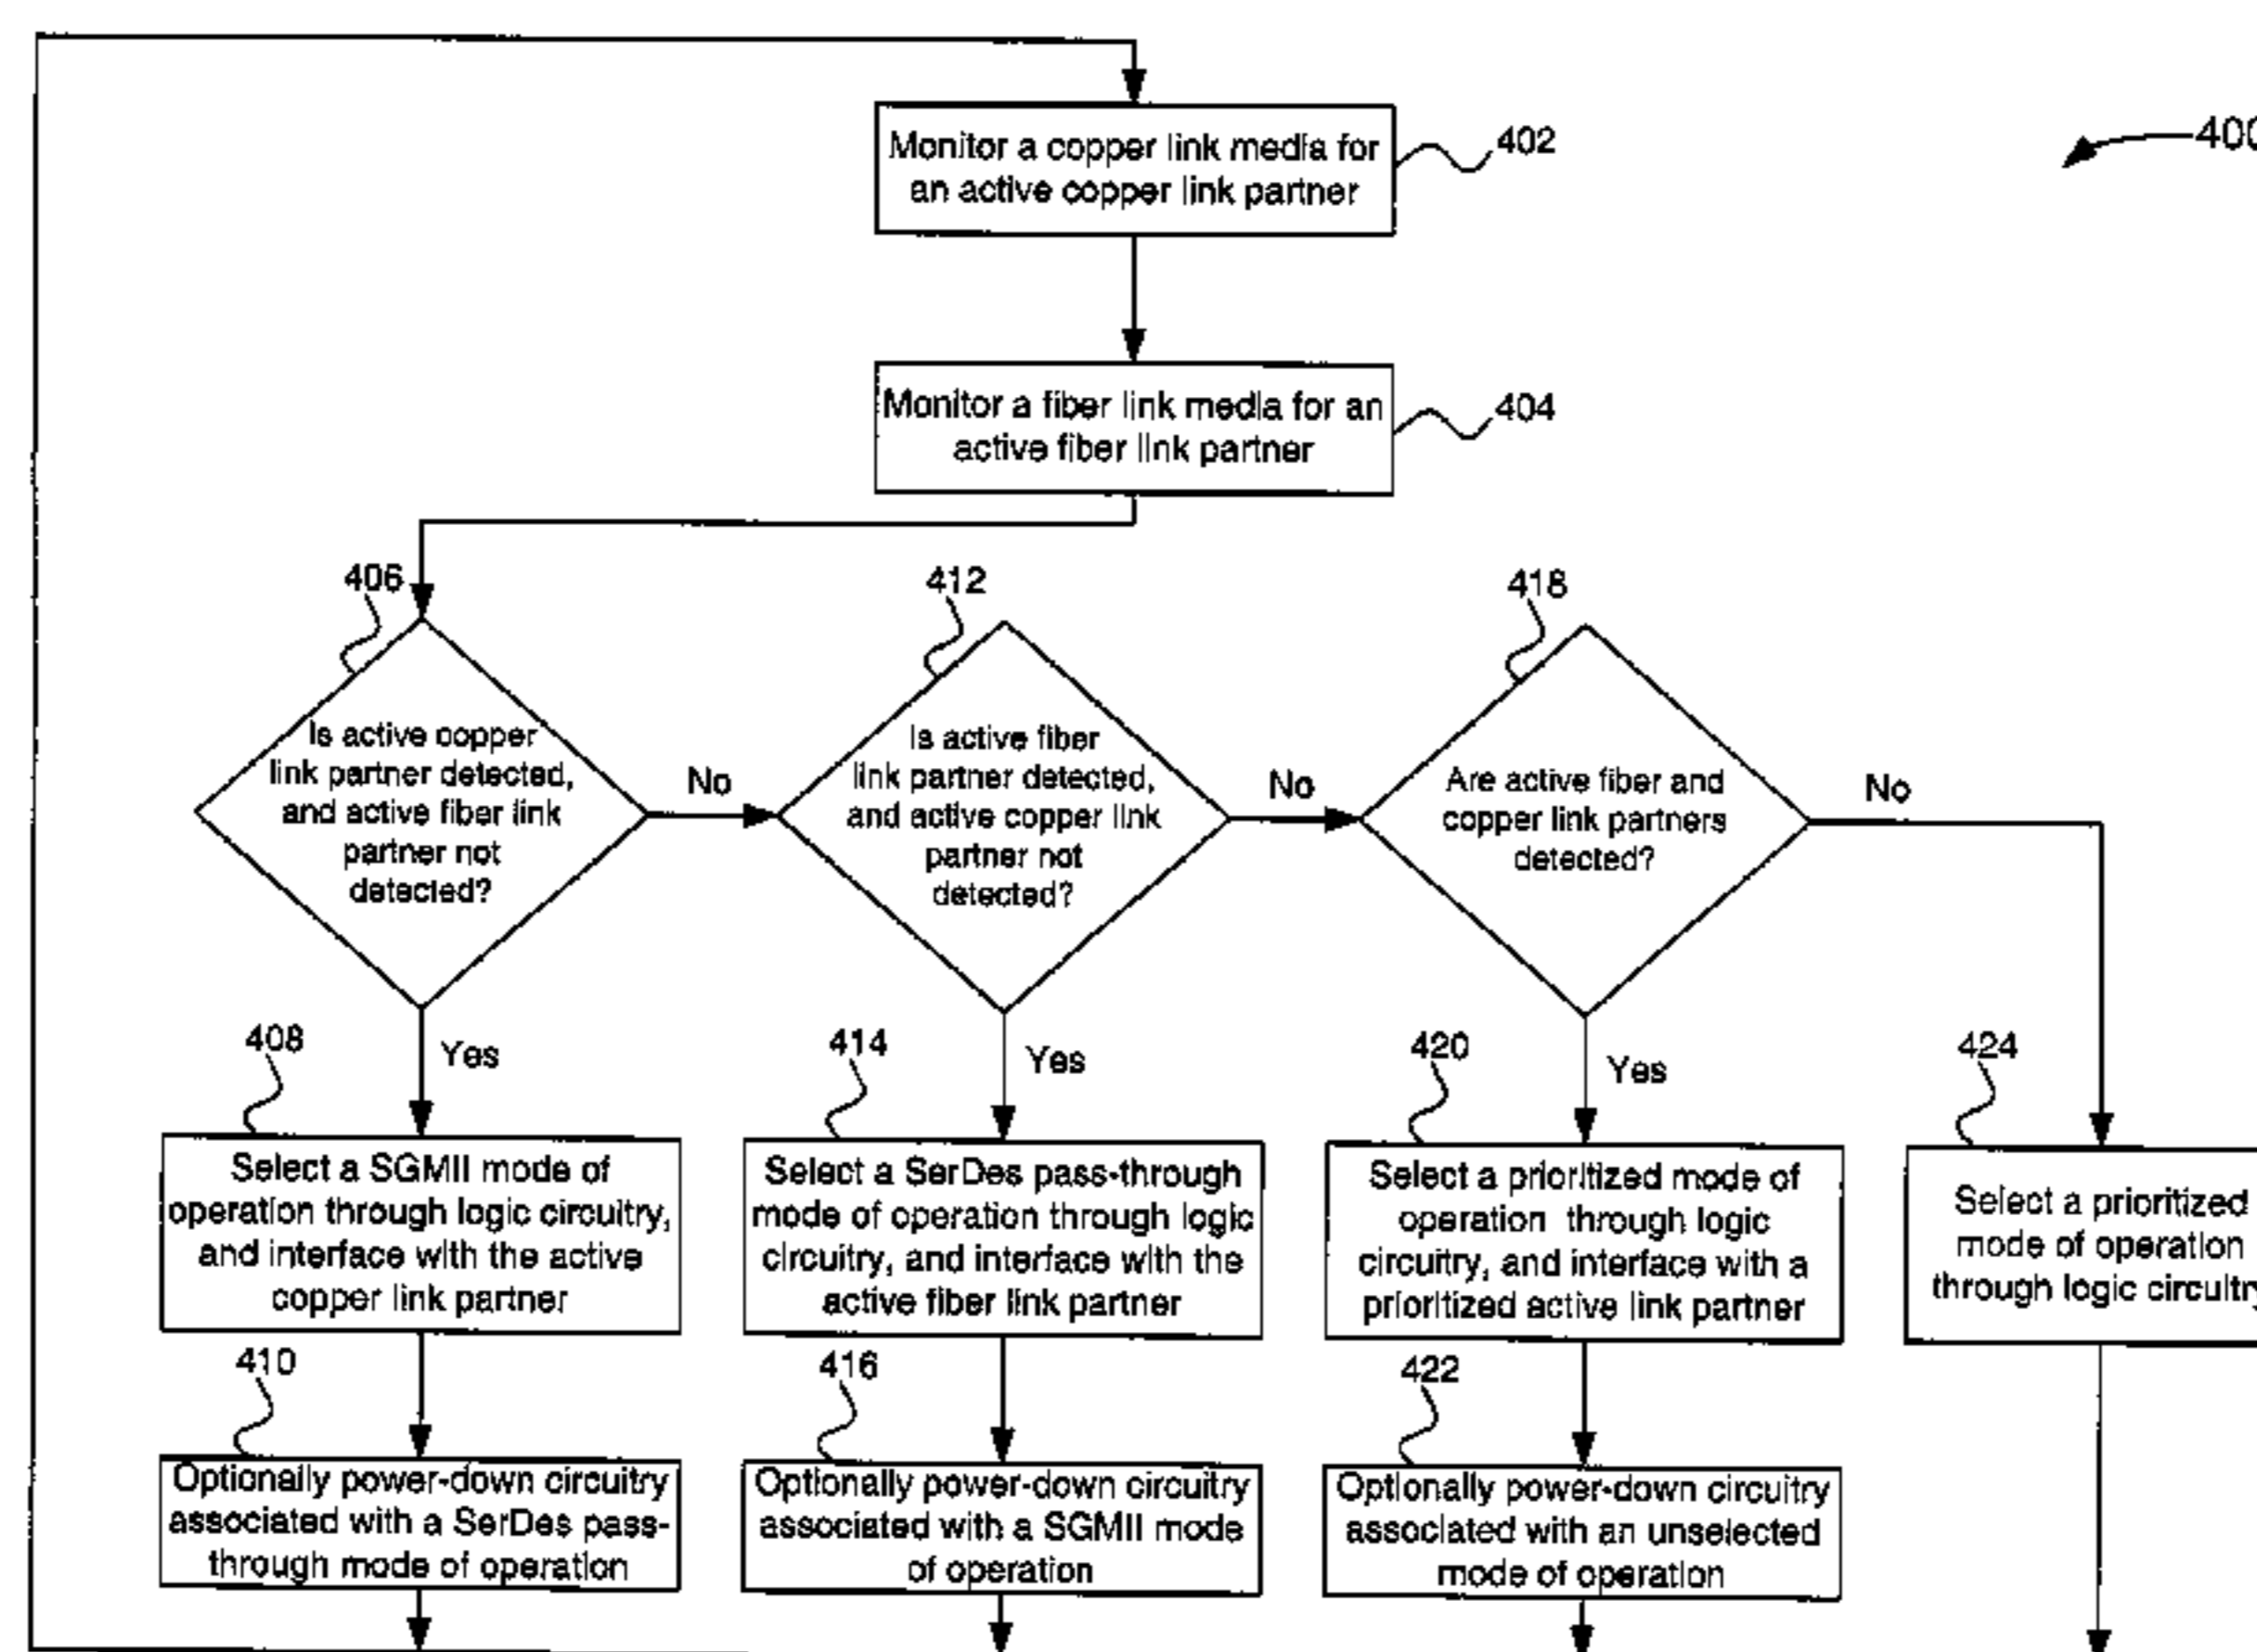 Monitor a copper link media for
an active copper link partner
402
400
Monitor a fiber link media for an
active fiber link partner
404
406
Is active copper
link partner detected,
and active fiber link
partner not
detected?
No
412
Is active fiber
link partner detected,
and active copper link
partner not
detected?
No
418
Are active fiber and
copper link partners
detected?
No
Yes
408
Select a SGMII mode of
operation through logic circuitry,
and interface with the active
copper link partner
Yes
414
Select a SerDes pass-through
mode of operation through logic
circuitry, and interface with the
active fiber link partner
Yes
420
Select a prioritized mode of
operation through logic
circuitry, and interface with a
prioritized active link partner
424
Select a prioritized
mode of operation
through logic circuitry
410
Optionally power-down circuitry
associated with a SerDes pass-
through mode of operation
416
Optionally power-down circuitry
associated with a SGMII mode
of operation
422
Optionally power-down circuitry
associated with an unselected
mode of operation